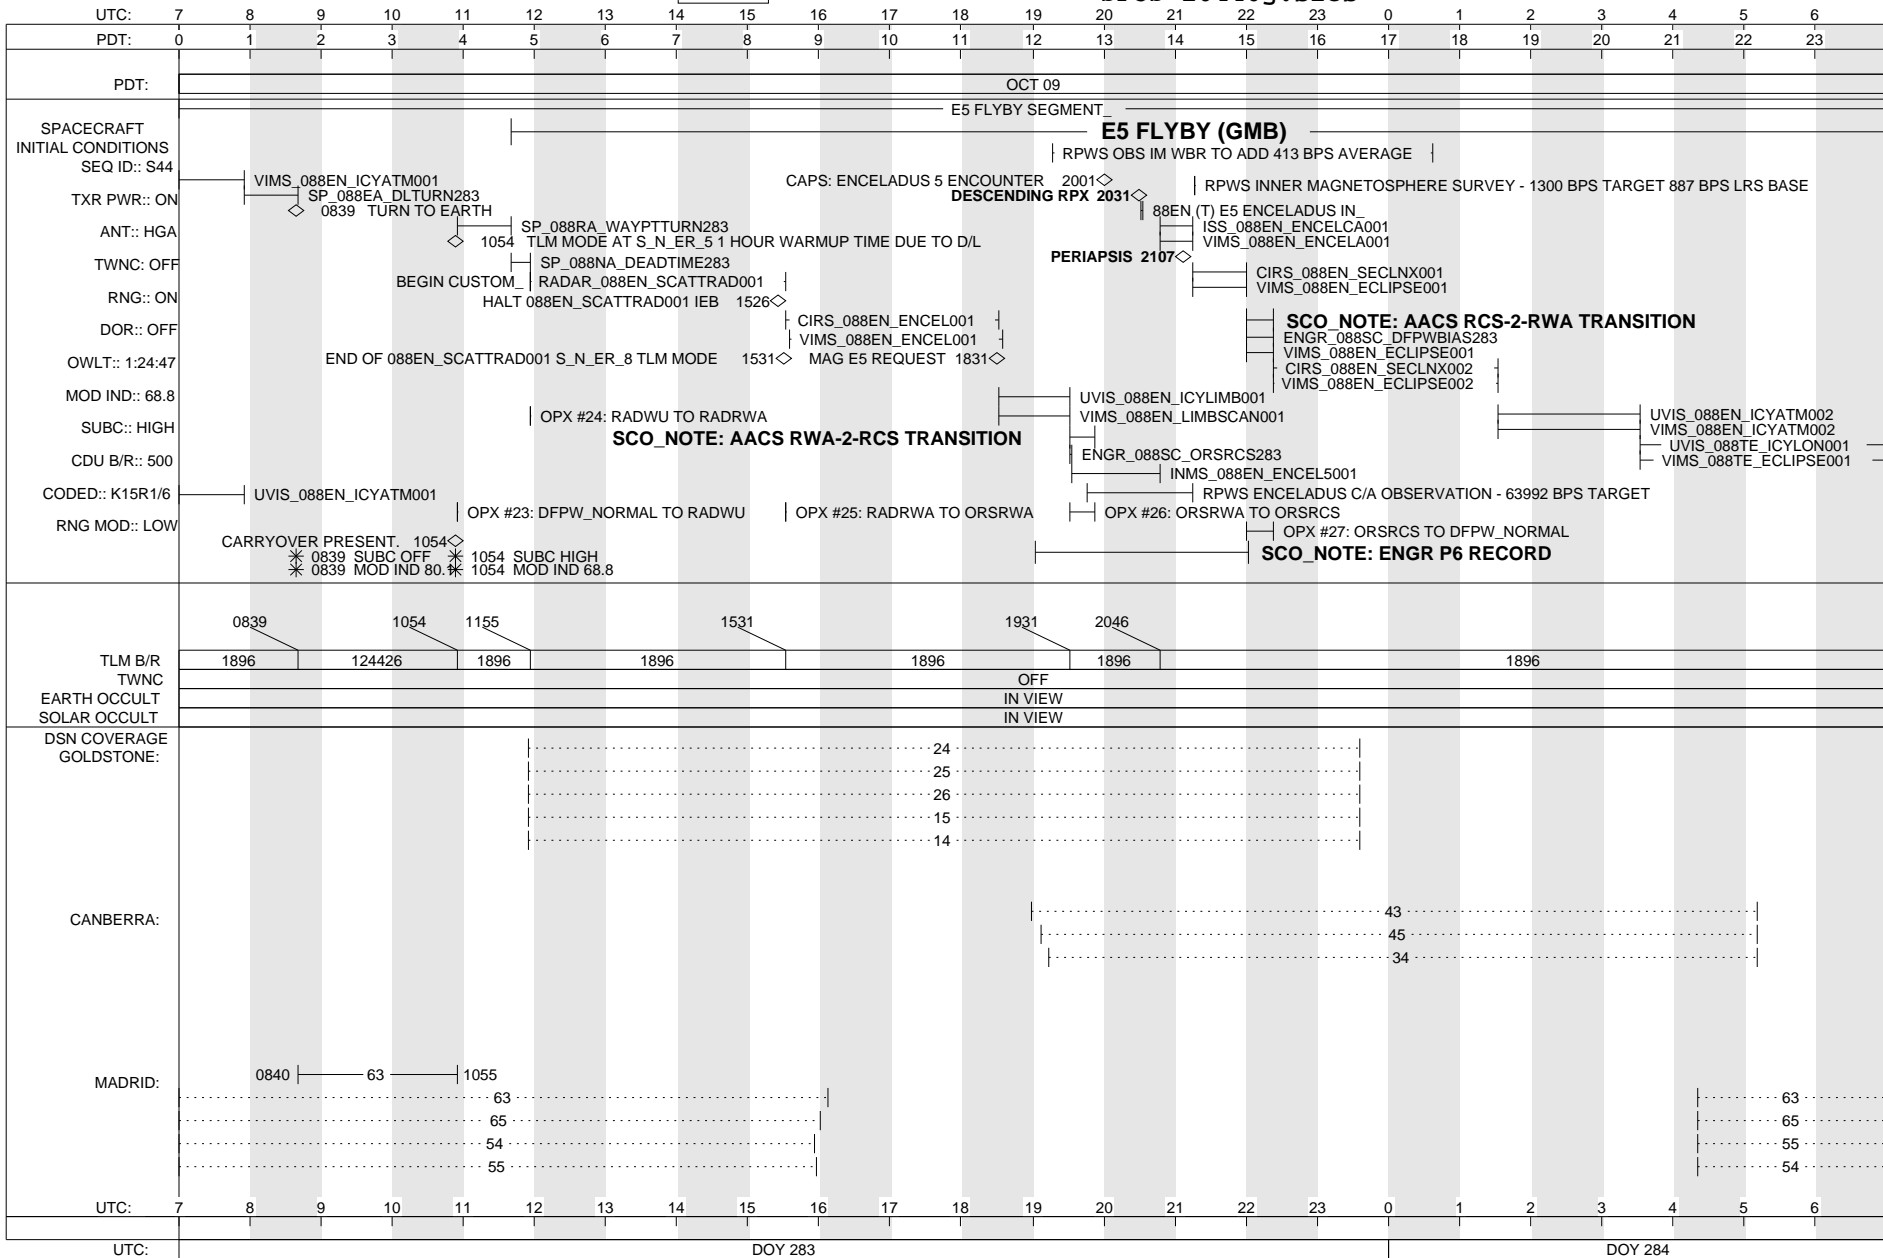 UTC: 7 8 9 10 11 12 13 14 15 16 17 18 19 20 21 22 23 0 1 2 3 4 5 6
PDT: 0 1 2 3 4 5 6 7 8 9 10 11 12 13 14 15 16 17 18 19 20 21 22 23
PDT: OCT 09
E5 FLYBY SEGMENT_
SPACECRAFT
INITIAL CONDITIONS
E5 FLYBY (GMB)
RPWS OBS IM WBR TO ADD 413 BPS AVERAGE
SEQ ID:: S44
VIMS_088EN_ICYATM001
CAPS: ENCELADUS 5 ENCOUNTER 2001
RPWS INNER MAGNETOSPHERE SURVEY - 1300 BPS TARGET 887 BPS LRS BASE
TXR PWR:: ON
SP_088EA_DLTURN283
DESCENDING RPX 2031
0839 TURN TO EARTH
88EN (T) E5 ENCELADUS IN_
ANT:: HGA
SP_088RA_WAYPTTURN283
ISS_088EN_ENCELCA001
1054 TLM MODE AT S_N_ER_5 1 HOUR WARMUP TIME DUE TO D/L
VIMS_088EN_ENCELA001
PERIAPSIS 2107
TWNC: OFF
SP_088NA_DEADTIME283
CIRS_088EN_SECLNX001
BEGIN CUSTOM_ RADAR_088EN_SCATTRAD001
VIMS_088EN_ECLIPSE001
RNG:: ON
HALT 088EN_SCATTRAD001 IEB 1526
CIRS_088EN_ENCEL001
SCO_NOTE: AACS RCS-2-RWA TRANSITION
DOR:: OFF
VIMS_088EN_ENCEL001
ENGR_088SC_DFPWBIAS283
VIMS_088EN_ECLIPSE001
END OF 088EN_SCATTRAD001 S_N_ER_8 TLM MODE 1531
MAG E5 REQUEST 1831
OWLT:: 1:24:47
CIRS_088EN_SECLNX002
VIMS_088EN_ECLIPSE002
MOD IND:: 68.8
UVIS_088EN_ICYLIMB001
OPX #24: RADWU TO RADRWA
VIMS_088EN_LIMBSCAN001
UVIS_088EN_ICYATM002
SUBC:: HIGH
VIMS_088EN_ICYATM002
SCO_NOTE: AACS RWA-2-RCS TRANSITION
UVIS_088TE_ICYLON001
CDU B/R:: 500
ENGR_088SC_ORSRCS283
VIMS_088TE_ECLIPSE001
INMS_088EN_ENCEL5001
CODED:: K15R1/6
UVIS_088EN_ICYATM001
RPWS ENCELADUS C/A OBSERVATION - 63992 BPS TARGET
OPX #23: DFPW_NORMAL TO RADWU
OPX #25: RADRWA TO ORSRWA
OPX #26: ORSRWA TO ORSRCS
RNG MOD:: LOW
OPX #27: ORSRCS TO DFPW_NORMAL
CARRYOVER PRESENT. 1054
0839 SUBC OFF 1054 SUBC HIGH
SCO_NOTE: ENGR P6 RECORD
0839 MOD IND 80. 1054 MOD IND 68.8
0839 1054 1155 1531 1931 2046
TLM B/R 1896 124426 1896 1896 1896 1896 1896
TWNC OFF
EARTH OCCULT IN VIEW
SOLAR OCCULT IN VIEW
DSN COVERAGE
GOLDSTONE:
24
25
26
15
14
CANBERRA:
43
45
34
MADRID:
0840 63 1055
63 63
65 65
54 55
55 54
UTC: 7 8 9 10 11 12 13 14 15 16 17 18 19 20 21 22 23 0 1 2 3 4 5 6
UTC: DOY 283 DOY 284